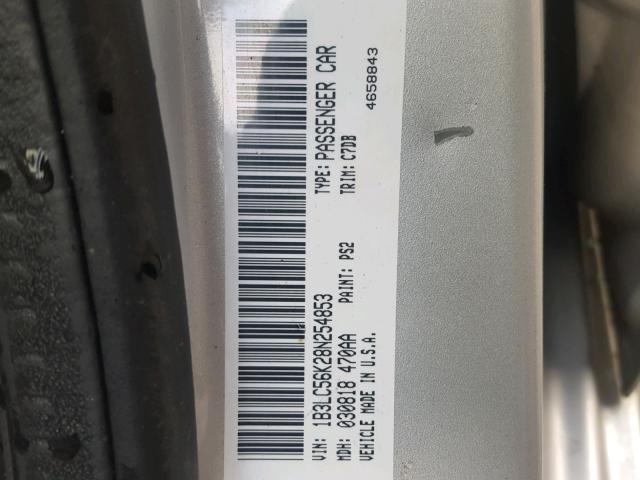 VIN: 1B3LC56K28N254853 TYPE: PASSENGER CAR
MDH: 030818 470AA PAINT: PS2 TRIM: C7DB
VEHICLE MADE IN U.S.A. 4658843